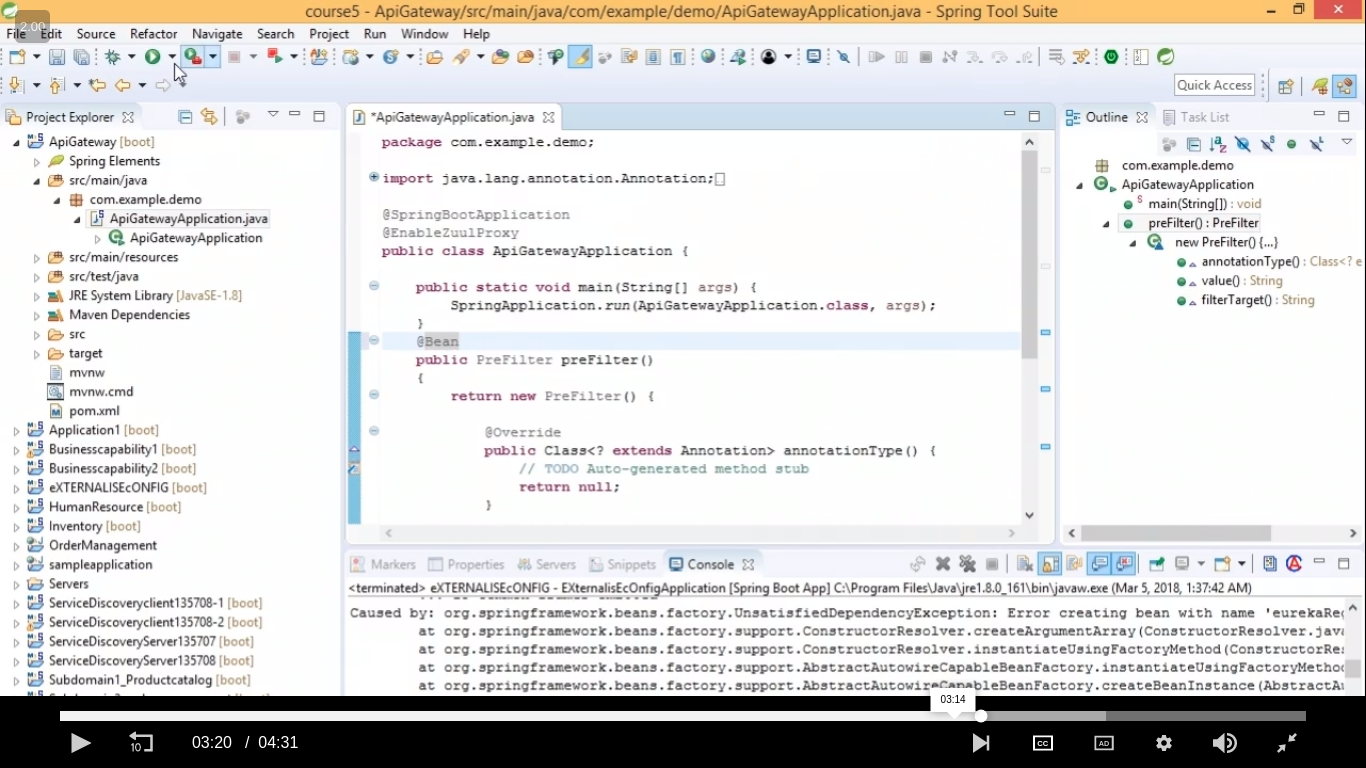 course5 - ApiGateway/src/main/java/com/example/demo/ApiGatewayApplication.java - Spring Tool Suite
2.00
File Edit Source Refactor Navigate Search Project Run Window Help
Quick Access
Project Explorer
ApiGateway [boot]
Spring Elements
src/main/java
com.example.demo
ApiGatewayApplication.java
ApiGatewayApplication
src/main/resources
src/test/java
JRE System Library [JavaSE-1.8]
Maven Dependencies
src
target
mvnw
mvnw.cmd
pom.xml
Application1 [boot]
Businesscapability1 [boot]
Businesscapability2 [boot]
eXTERNALISEcONFIG [boot]
HumanResource [boot]
Inventory [boot]
OrderManagement
sampleapplication
Servers
ServiceDiscoveryclient135708-1 [boot]
ServiceDiscoveryclient135708-2 [boot]
ServiceDiscoveryServer135707 [boot]
ServiceDiscoveryServer135708 [boot]
Subdomain1_Productcatalog [boot]
*ApiGatewayApplication.java
package com.example.demo;
import java.lang.annotation.Annotation;
@SpringBootApplication
@EnableZuulProxy
public class ApiGatewayApplication {
public static void main(String[] args) {
SpringApplication.run(ApiGatewayApplication.class, args);
}
@Bean
public PreFilter preFilter()
{
return new PreFilter() {
@Override
public Class<? extends Annotation> annotationType() {
// TODO Auto-generated method stub
return null;
}
Outline Task List
com.example.demo
ApiGatewayApplication
main(String[]) : void
preFilter() : PreFilter
new PreFilter() {...}
annotationType() : Class<? e
value() : String
filterTarget() : String
Markers Properties Servers Snippets Console
<terminated> eXTERNALISEcONFIG - EXternalisEcOnfigApplication [Spring Boot App] C:\Program Files\Java\jre1.8.0_161\bin\javaw.exe (Mar 5, 2018, 1:37:42 AM)
Caused by: org.springframework.beans.factory.UnsatisfiedDependencyException: Error creating bean with name 'eurekaReg
at org.springframework.beans.factory.support.ConstructorResolver.createArgumentArray(ConstructorResolver.java
at org.springframework.beans.factory.support.ConstructorResolver.instantiateUsingFactoryMethod(ConstructorRes
at org.springframework.beans.factory.support.AbstractAutowireCapableBeanFactory.instantiateUsingFactoryMethod
at org.springframework.beans.factory.support.AbstractAutowireCapableBeanFactory.createBeanInstance(AbstractAu
03:14
10
03:20 / 04:31
CC
AD